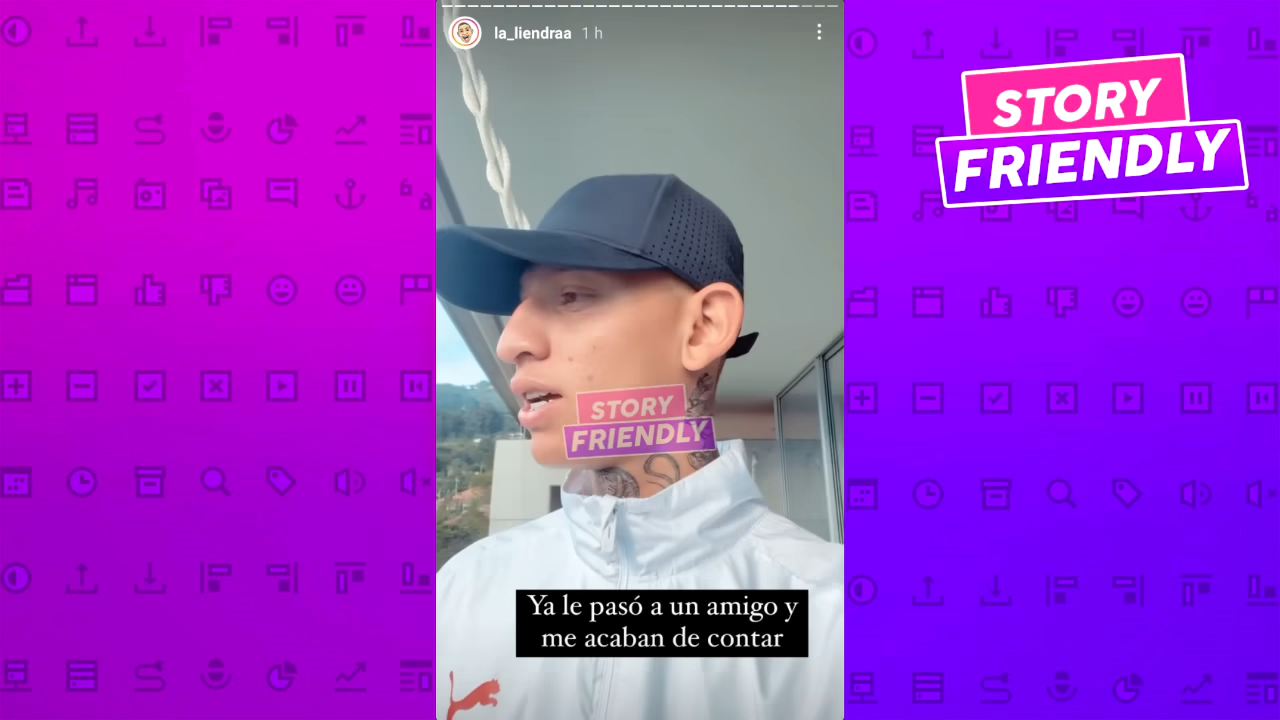 la_liendraa 1 h
STORY
FRIENDLY
STORY
FRIENDLY
Ya le pasó a un amigo y
me acaban de contar